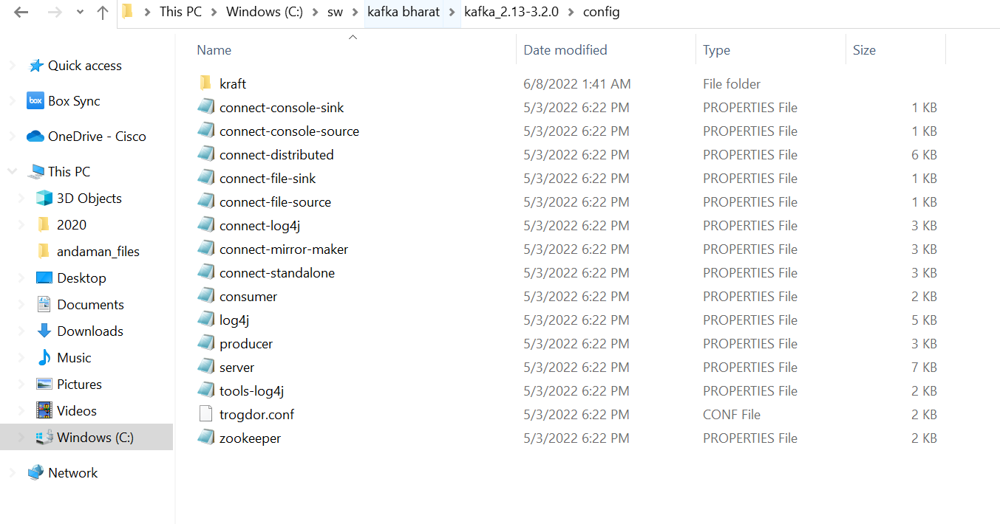 This PC Windows (C:) sw kafka bharat kafka_2.13-3.2.0 config
Name Date modified Type Size
Quick access
box Box Sync
OneDrive - Cisco
This PC
3D Objects
2020
andaman_files
Desktop
Documents
Downloads
Music
Pictures
Videos
Windows (C:)
Network
kraft 6/8/2022 1:41 AM File folder
connect-console-sink 5/3/2022 6:22 PM PROPERTIES File 1 KB
connect-console-source 5/3/2022 6:22 PM PROPERTIES File 1 KB
connect-distributed 5/3/2022 6:22 PM PROPERTIES File 6 KB
connect-file-sink 5/3/2022 6:22 PM PROPERTIES File 1 KB
connect-file-source 5/3/2022 6:22 PM PROPERTIES File 1 KB
connect-log4j 5/3/2022 6:22 PM PROPERTIES File 3 KB
connect-mirror-maker 5/3/2022 6:22 PM PROPERTIES File 3 KB
connect-standalone 5/3/2022 6:22 PM PROPERTIES File 3 KB
consumer 5/3/2022 6:22 PM PROPERTIES File 2 KB
log4j 5/3/2022 6:22 PM PROPERTIES File 5 KB
producer 5/3/2022 6:22 PM PROPERTIES File 3 KB
server 5/3/2022 6:22 PM PROPERTIES File 7 KB
tools-log4j 5/3/2022 6:22 PM PROPERTIES File 2 KB
trogdor.conf 5/3/2022 6:22 PM CONF File 2 KB
zookeeper 5/3/2022 6:22 PM PROPERTIES File 2 KB